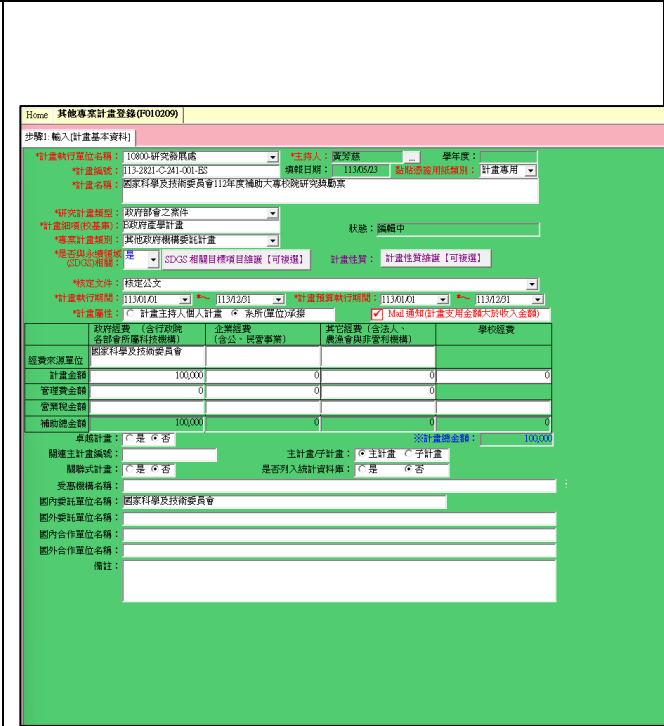 Home 其他專案計畫登錄(F010209)
步驟1: 輸入[計畫基本資料]
*計畫執行單位名稱： 10800-研究發展處 *主持人： 黃芳慈 ... 學年度：
*計畫編號： 113-2821-C-241-001-ES 填報日期： 113/05/23 黏貼憑證用紙類別： 計畫專用
*計畫名稱： 國家科學及技術委員會112年度補助大專校院研究獎勵案
*研究計畫類型： 政府部會之案件
*計畫細項(校基庫)： B政府產學計畫 狀態： 編輯中
*專案計畫類別： 其他政府機構委託計畫
*是否與永續領域(SDGS)相關： 是 SDGS 相關目標項目維護【可複選】 計畫性質： 計畫性質維護【可複選】
*核定文件： 核定公文
*計畫執行期間： 113/01/01 *~ 113/12/31 *計畫預算執行期間： 113/01/01 *~ 113/12/31
*計畫屬性： 計畫主持人個人計畫 系所(單位)承接 Mail 通知(計畫支用金額大於收入金額)
政府經費 (含行政院各部會所屬科技機構) 企業經費 (含公、民營事業) 其它經費 (含法人、農漁會與非營利機構) 學校經費
經費來源單位 國家科學及技術委員會
計畫金額 100,000 0 0 0
管理費金額 0 0 0
營業稅金額
補助總金額 100,000 0 0 0
卓越計畫： 是 否 ※計畫總金額： 100,000
關連主計畫編號： 主計畫/子計畫： 主計畫 子計畫
關聯式計畫： 是 否 是否列入統計資料庫： 是 否
受惠機構名稱：
國內委託單位名稱： 國家科學及技術委員會
國外委託單位名稱：
國內合作單位名稱：
國外合作單位名稱：
備註：